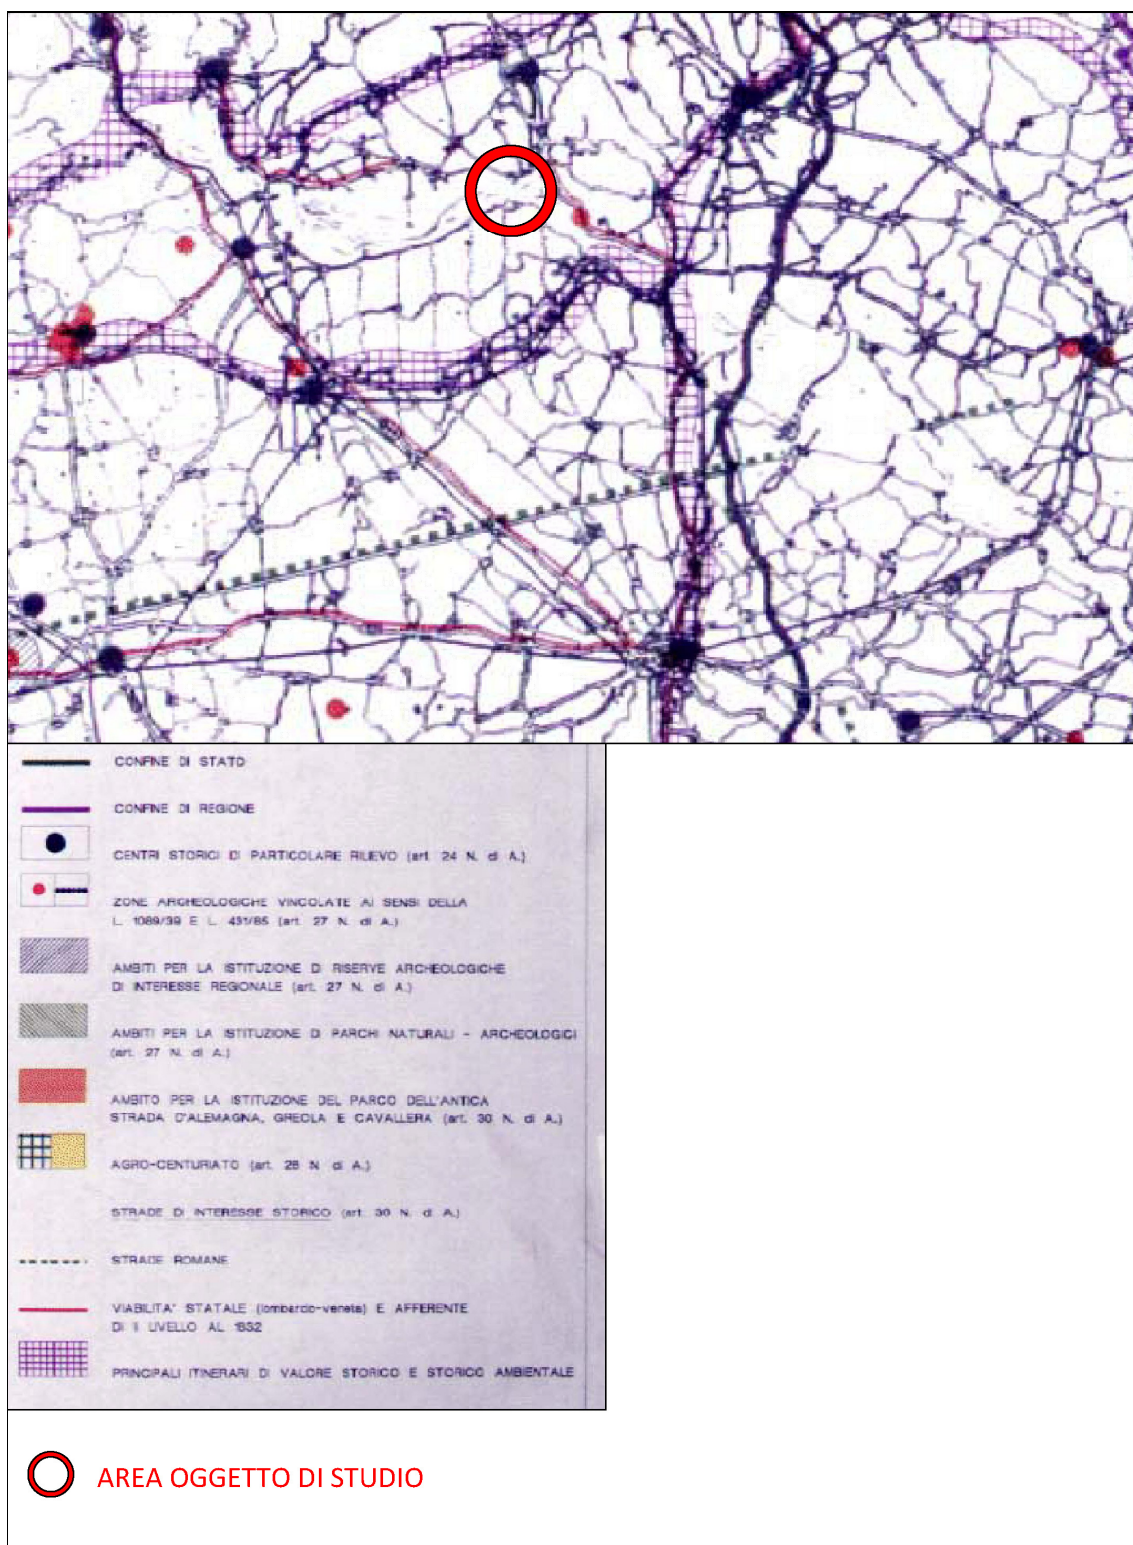 CONFINE DI STATO
CONFINE DI REGIONE
CENTRI STORICI DI PARTICOLARE RILIEVO (art. 24 N. di A.)
ZONE ARCHEOLOGICHE VINCOLATE AI SENSI DELLA
L. 1089/39 E L. 431/85 (art. 27 N. di A.)
AMBITI PER LA ISTITUZIONE DI RISERVE ARCHEOLOGICHE
DI INTERESSE REGIONALE (art. 27 N. di A.)
AMBITI PER LA ISTITUZIONE DI PARCHI NATURALI - ARCHEOLOGICI
(art. 27 N. di A.)
AMBITO PER LA ISTITUZIONE DEL PARCO DELL'ANTICA
STRADA D'ALEMAGNA, GREOLA E CAVALLERA (art. 30 N. di A.)
AGRO-CENTURIATO (art. 28 N. di A.)
STRADE DI INTERESSE STORICO (art. 30 N. di A.)
STRADE ROMANE
VIABILITA' STATALE (lombardo-veneta) E AFFERENTE
DI II LIVELLO AL 1832
PRINCIPALI ITINERARI DI VALORE STORICO E STORICO AMBIENTALE
AREA OGGETTO DI STUDIO